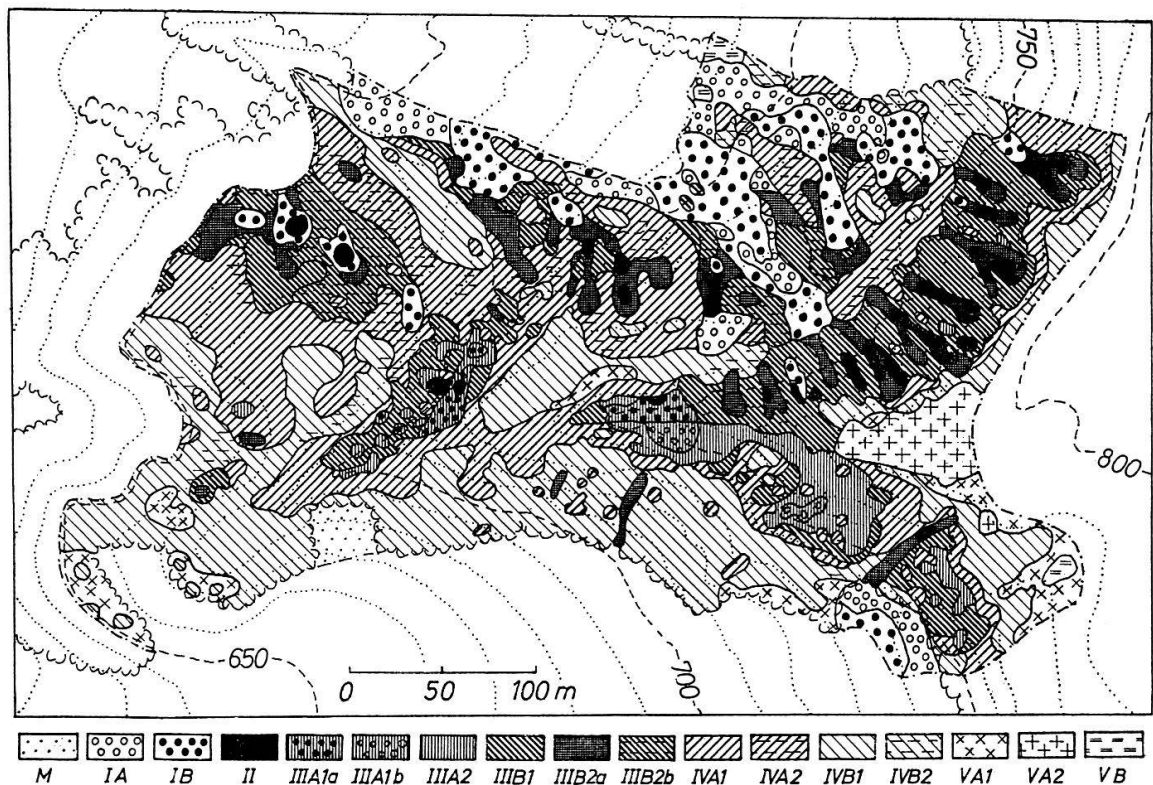 750
800
650
700
0 50 100 m
M IA IB II IIIA1a IIIA1b IIIA2 IIIB1 IIIB2a IIIB2b IVA1 IVA2 IVB1 IVB2 VA1 VA2 VB